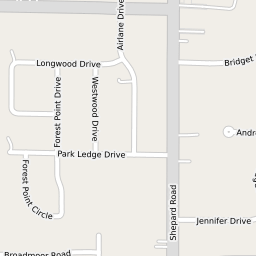 Airlane Drive
Longwood Drive
Bridget
Forest Point Drive
Westwood Drive
Andre
Park Ledge Drive
Forest Point Circle
Shepard Road
Jennifer Drive
Broadmoor Road